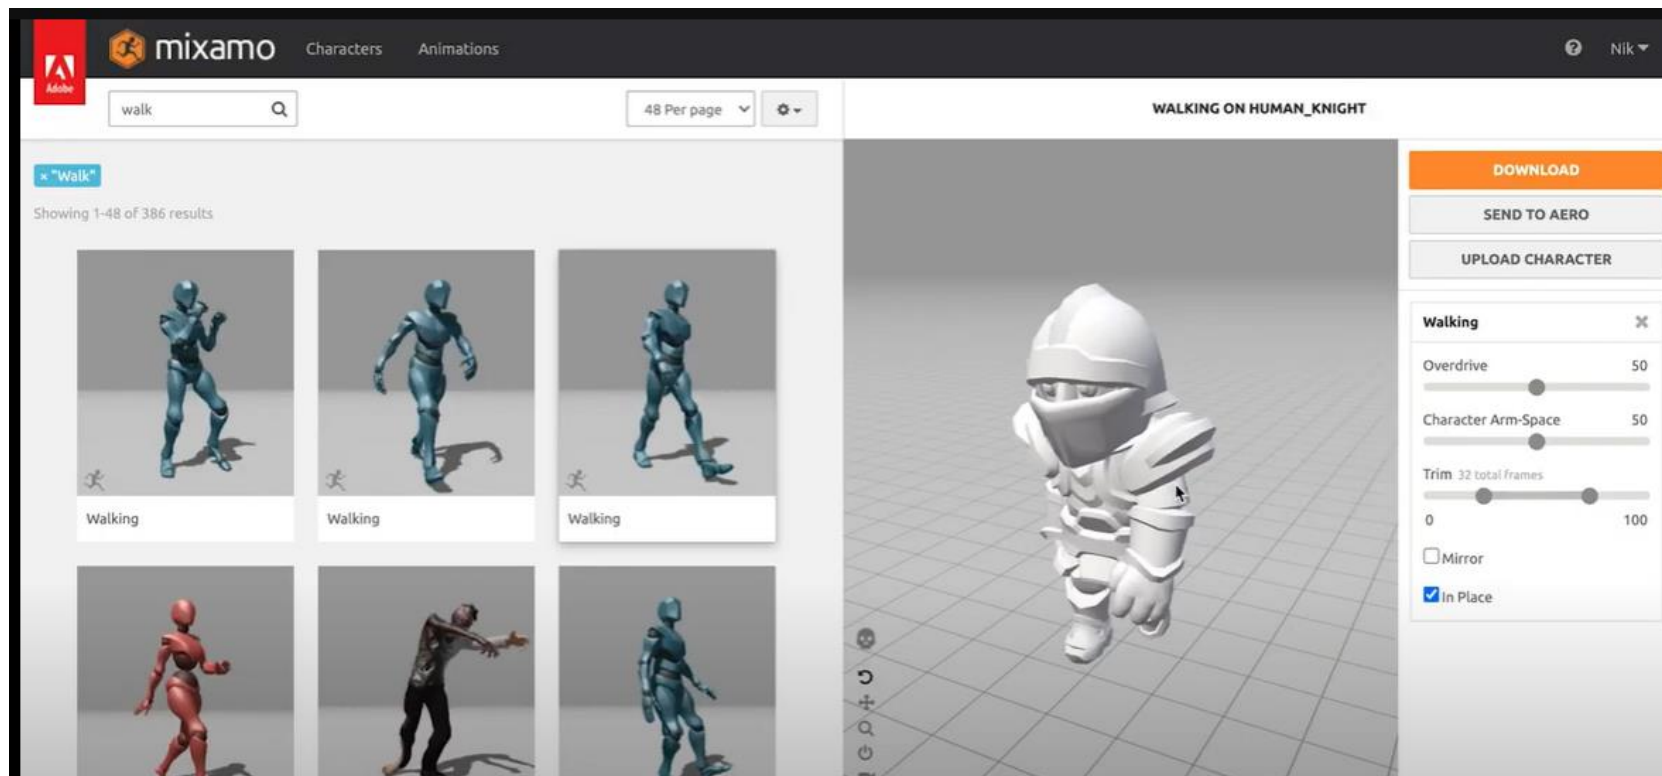 Adobe
mixamo
Characters
Animations
Nik
walk
48 Per page
WALKING ON HUMAN_KNIGHT
× "Walk"
Showing 1-48 of 386 results
Walking
Walking
Walking
DOWNLOAD
SEND TO AERO
UPLOAD CHARACTER
Walking
Overdrive 50
Character Arm-Space 50
Trim 32 total frames
0 100
Mirror
In Place